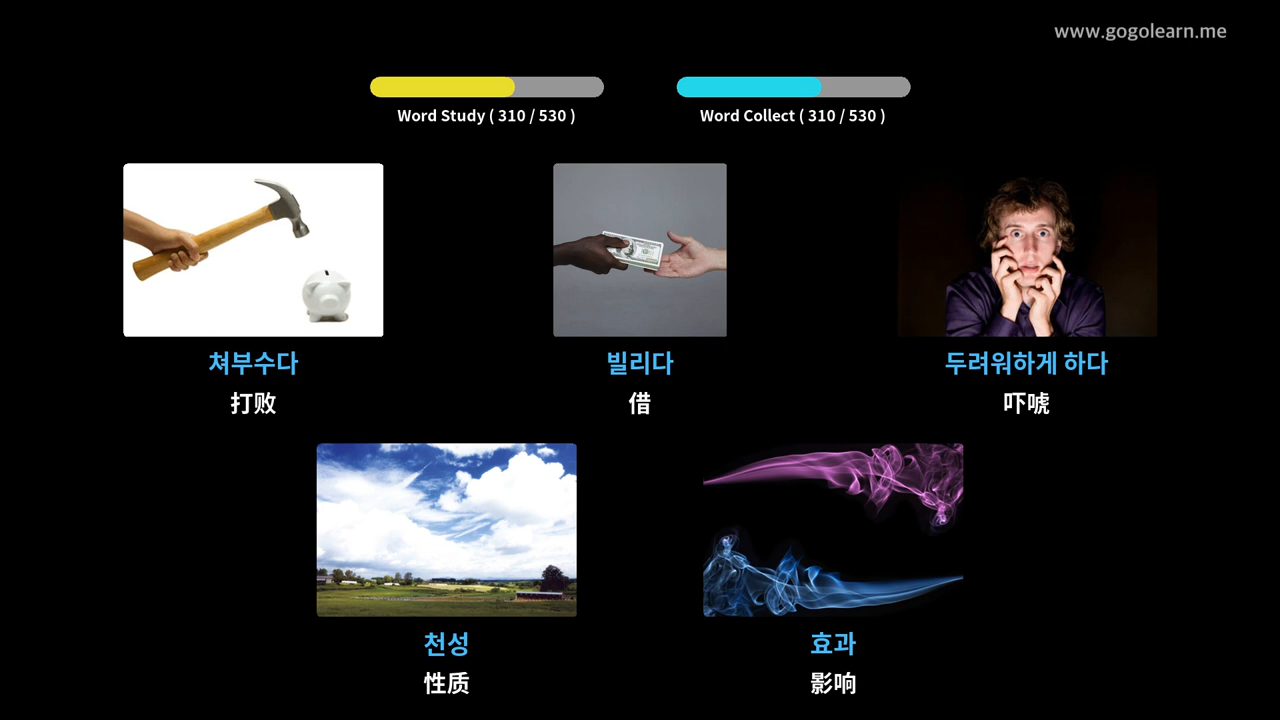 www.gogolearn.me
Word Study ( 310 / 530 )
Word Collect ( 310 / 530 )
쳐부수다
打败
빌리다
借
두려워하게 하다
吓唬
천성
性质
효과
影响